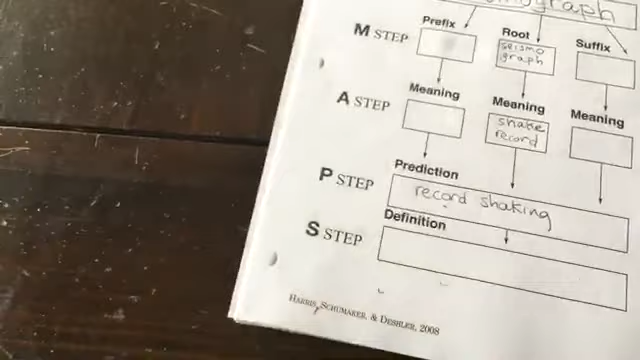 graph
Prefix Root Suffix
M STEP
seismo
graph
Meaning Meaning Meaning
A STEP
shake
record
Prediction
P STEP
record shaking
Definition
S STEP
HARRIS, SCHUMAKER, & DESHLER, 2008